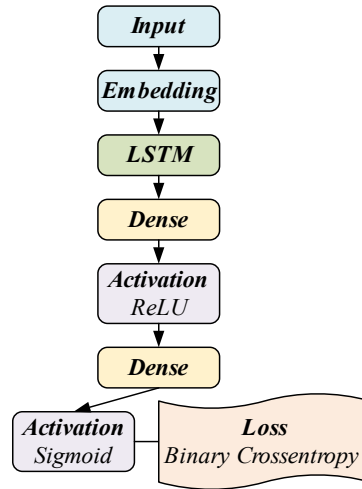 Input
Embedding
LSTM
Dense
Activation
ReLU
Dense
Activation
Sigmoid
Loss
Binary Crossentropy